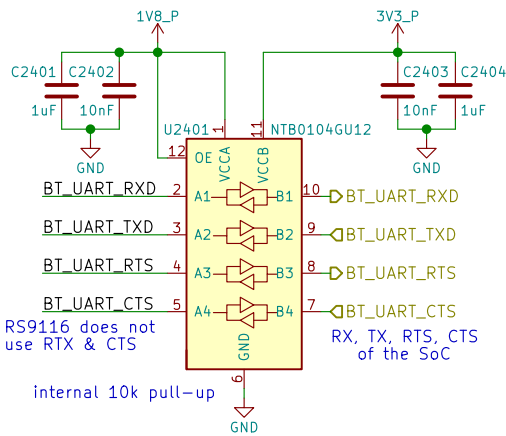 1V8_P 3V3_P
C2401 C2402 C2403 C2404
1uF 10nF 10nF 1uF
GND GND
U2401 NTB0104GU12
1 11
VCCA VCCB
12 OE
BT_UART_RXD 2 A1 B1 10 BT_UART_RXD
BT_UART_TXD 3 A2 B2 9 BT_UART_TXD
BT_UART_RTS 4 A3 B3 8 BT_UART_RTS
BT_UART_CTS 5 A4 B4 7 BT_UART_CTS
RS9116 does not
use RTX & CTS
RX, TX, RTS, CTS
of the SoC
GND
6
internal 10k pull-up
GND